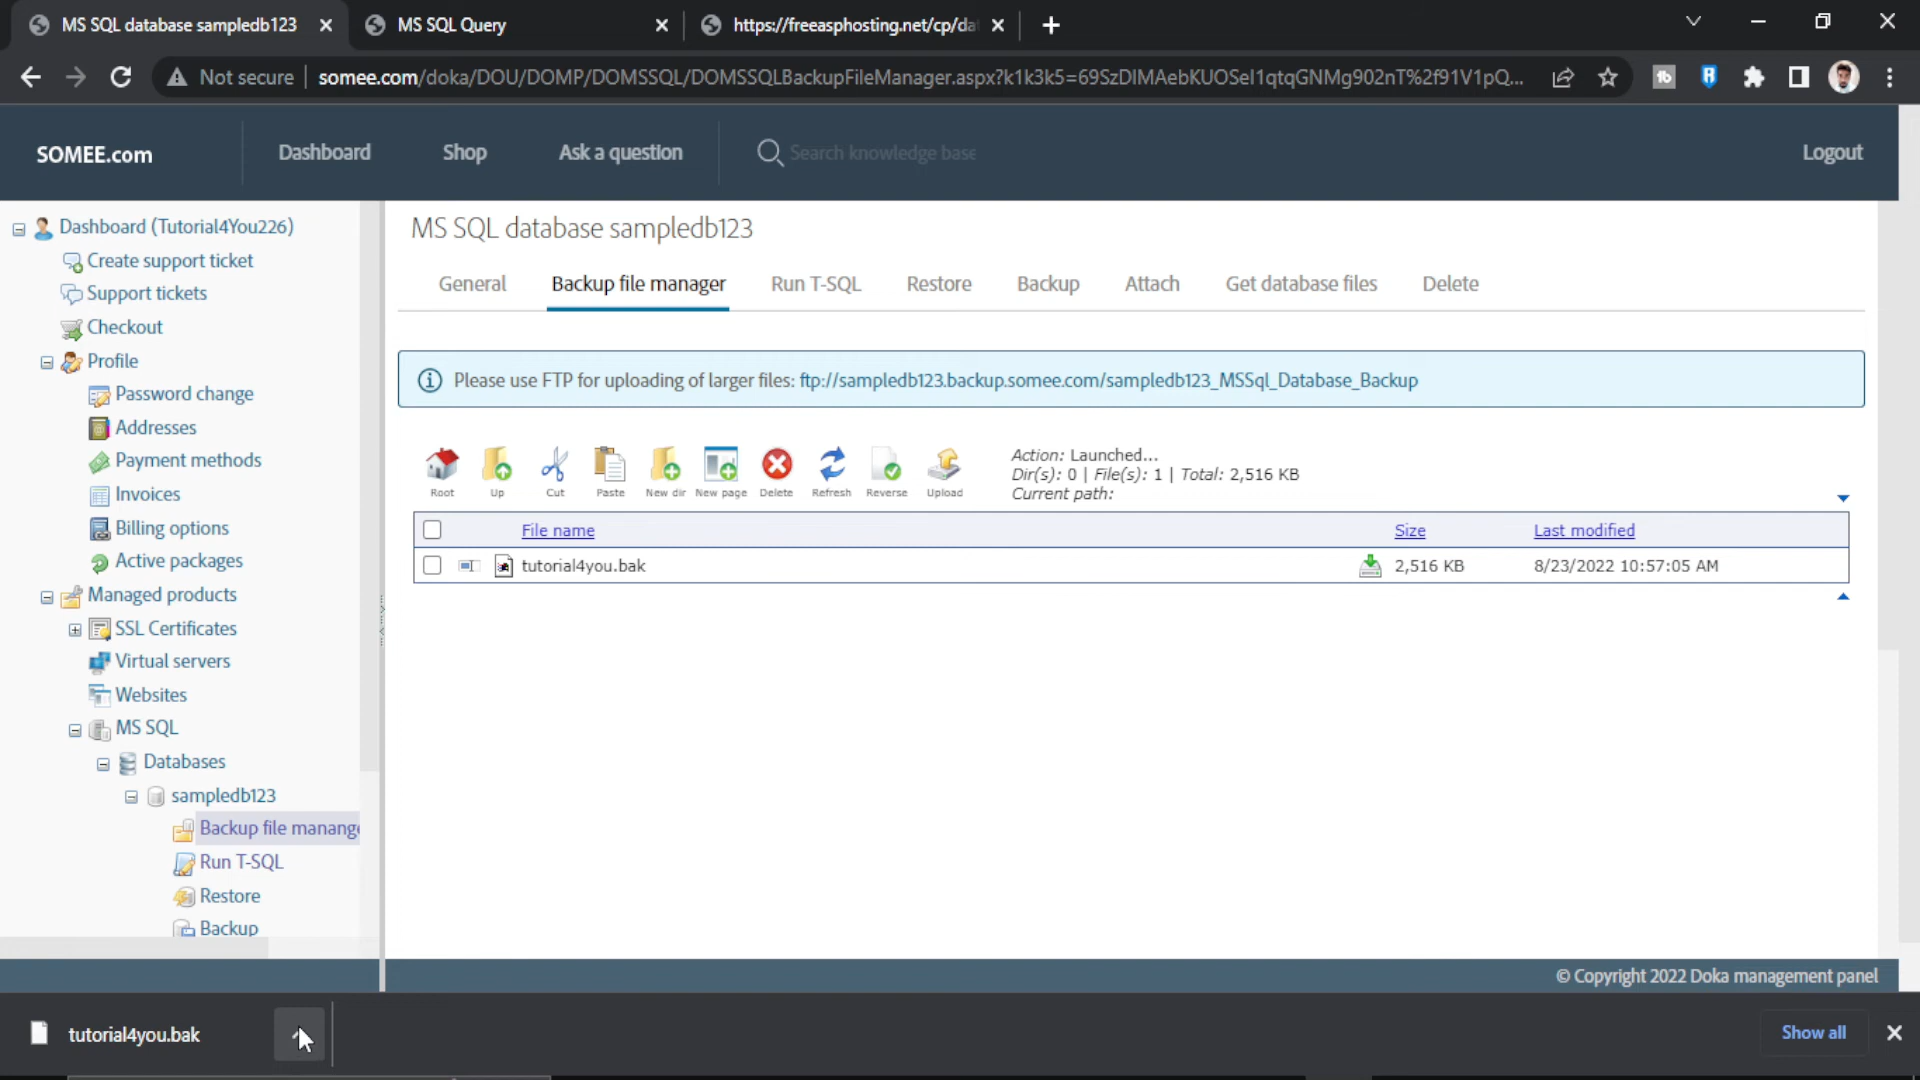 MS SQL database sampledb123
MS SQL Query
https://freeasphosting.net/cp/da
Not secure
somee.com/doka/DOU/DOMP/DOMSSQL/DOMSSQLBackupFileManager.aspx?k1k3k5=69SzDIMAebKUOSeI1qtqGNMg902nT%2f91V1pQ...
SOMEE.com
Dashboard
Shop
Ask a question
Search knowledge base
Logout
Dashboard (Tutorial4You226)
Create support ticket
Support tickets
Checkout
Profile
Password change
Addresses
Payment methods
Invoices
Billing options
Active packages
Managed products
SSL Certificates
Virtual servers
Websites
MS SQL
Databases
sampledb123
Backup file manange
Run T-SQL
Restore
Backup
MS SQL database sampledb123
General
Backup file manager
Run T-SQL
Restore
Backup
Attach
Get database files
Delete
Please use FTP for uploading of larger files: ftp://sampledb123.backup.somee.com/sampledb123_MSSql_Database_Backup
Root
Up
Cut
Paste
New dir
New page
Delete
Refresh
Reverse
Upload
Action: Launched...
Dir(s): 0 | File(s): 1 | Total: 2,516 KB
Current path:
File name
Size
Last modified
tutorial4you.bak
2,516 KB
8/23/2022 10:57:05 AM
© Copyright 2022 Doka management panel
tutorial4you.bak
Show all